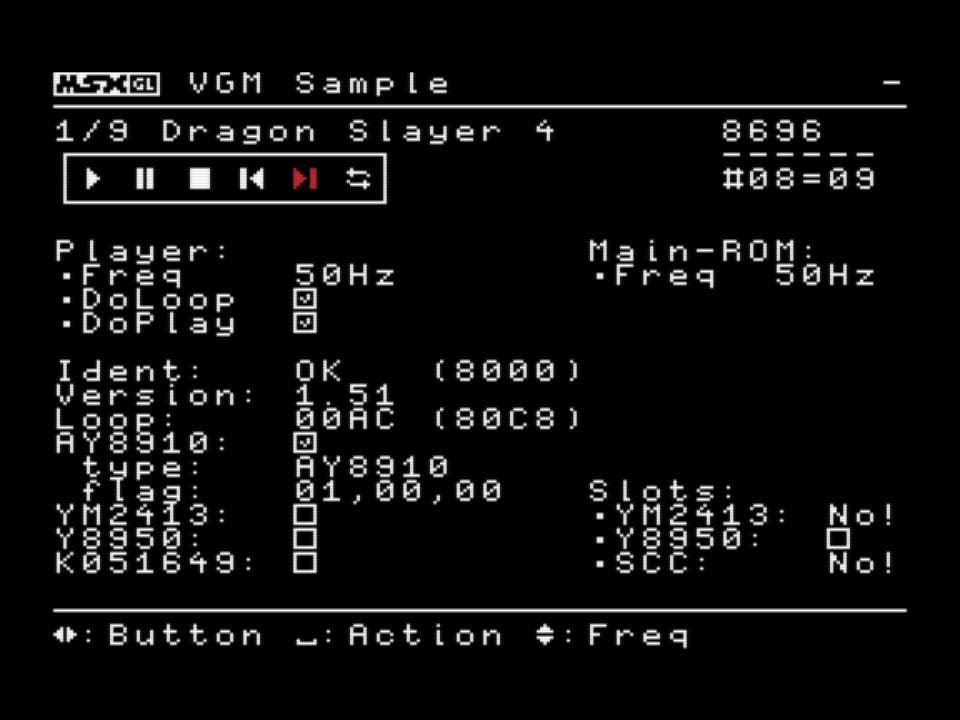 MSXGL VGM Sample -
1/9 Dragon Slayer 4 8696
------
#08=09
Player: Main-ROM:
·Freq 50Hz ·Freq 50Hz
·DoLoop
·DoPlay
Ident: OK (8000)
Version: 1.51
Loop: 00AC (80C8)
AY8910:
type: AY8910
flag: 01,00,00 Slots:
YM2413: ·YM2413: No!
Y8950: ·Y8950:
K051649: ·SCC: No!
: Button : Action : Freq